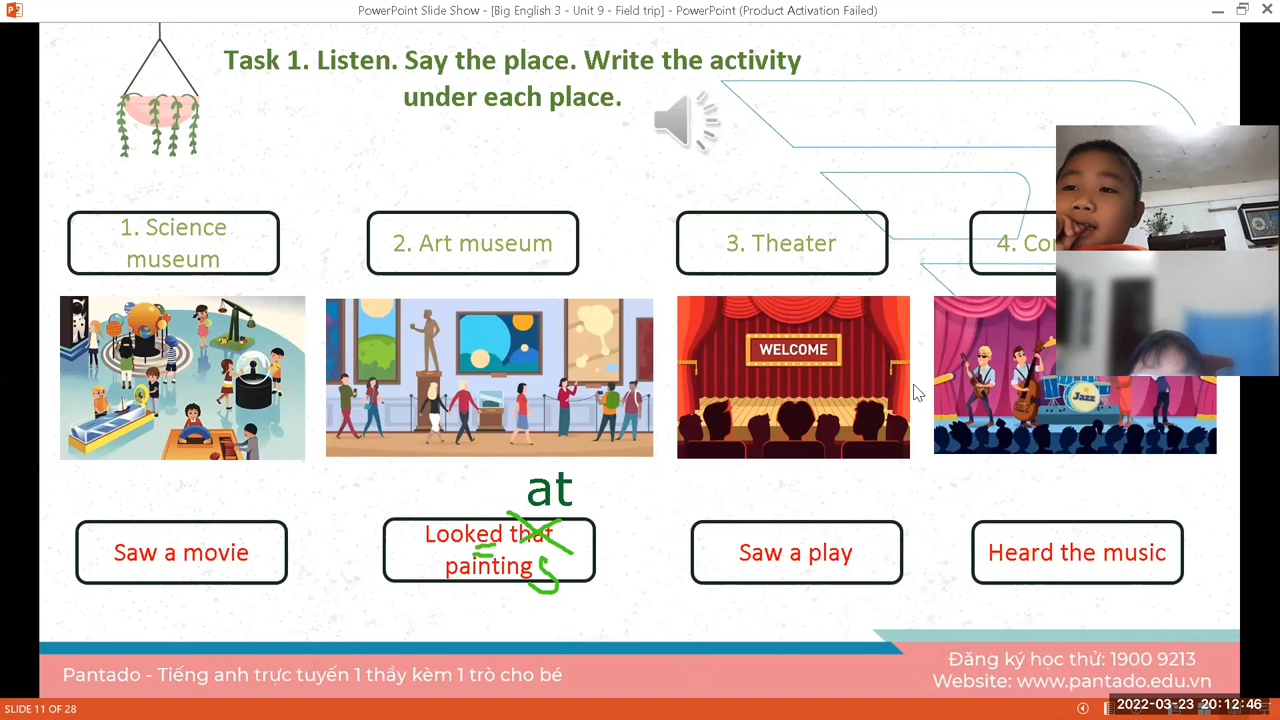 PowerPoint Slide Show - [Big English 3 - Unit 9 - Field trip] - PowerPoint (Product Activation Failed)
Task 1. Listen. Say the place. Write the activity
under each place.
1. Science
museum
2. Art museum
3. Theater
4. Con
WELCOME
Jazz
at
Saw a movie
Looked that
painting s
Saw a play
Heard the music
Pantado - Tiếng anh trực tuyến 1 thầy kèm 1 trò cho bé
Đăng ký học thử: 1900 9213
Website: www.pantado.edu.vn
SLIDE 11 OF 28
2022-03-23 20:12:46